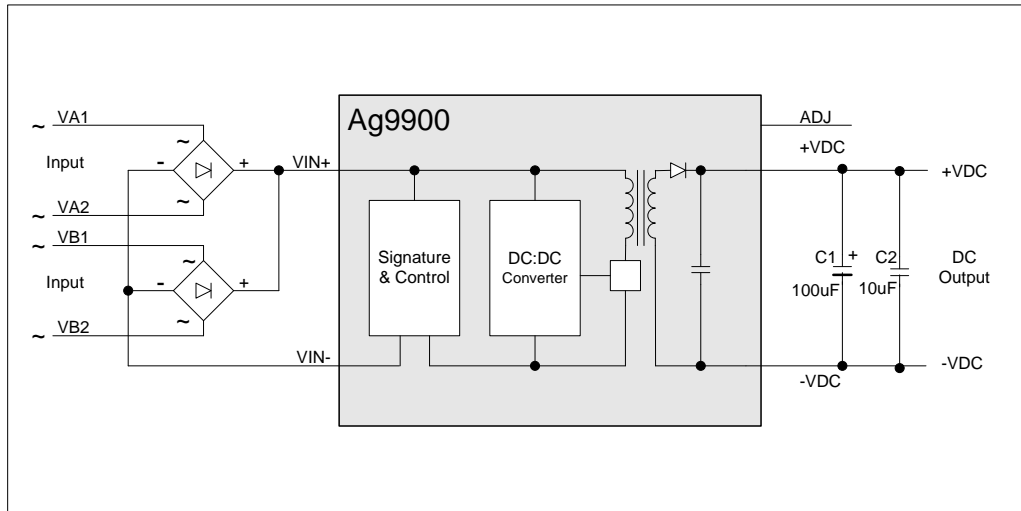 Ag9900
~ VA1
Input
~ VA2
~ VB1
Input
~ VB2
~
~
- +
~
~
- +
VIN+
VIN-
Signature
& Control
DC:DC
Converter
ADJ
+VDC
-VDC
C1 +
100uF
C2
10uF
+VDC
DC
Output
-VDC